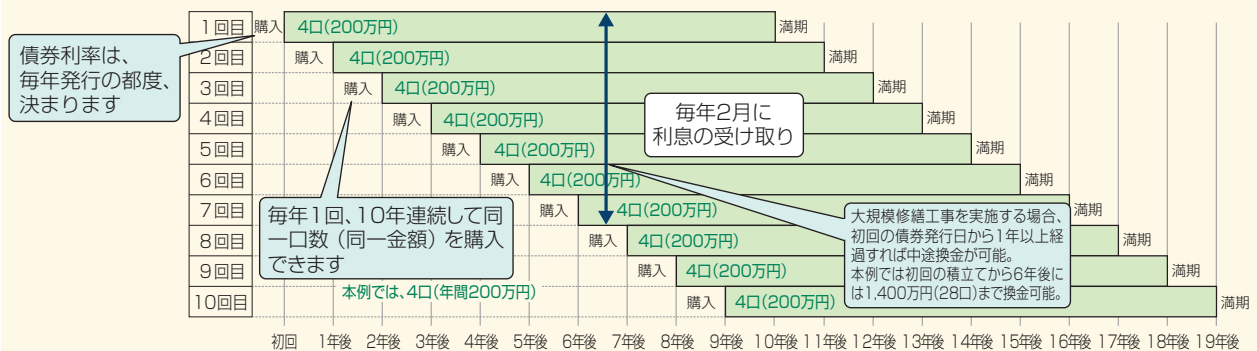 1回目 購入 4口(200万円) 満期
2回目 購入 4口(200万円) 満期
3回目 購入 4口(200万円) 満期
4回目 購入 4口(200万円) 満期
5回目 購入 4口(200万円) 満期
6回目 購入 4口(200万円) 満期
7回目 購入 4口(200万円) 満期
8回目 購入 4口(200万円) 満期
9回目 購入 4口(200万円) 満期
10回目 購入 4口(200万円) 満期
債券利率は、
毎年発行の都度、
決まります
毎年2月に
利息の受け取り
毎年1回、10年連続して同
一口数（同一金額）を購入
できます
本例では、4口(年間200万円)
大規模修繕工事を実施する場合、
初回の債券発行日から1年以上経
過すれば中途換金が可能。
本例では初回の積立てから6年後に
は1,400万円(28口)まで換金可能。
初回 1年後 2年後 3年後 4年後 5年後 6年後 7年後 8年後 9年後 10年後 11年後 12年後 13年後 14年後 15年後 16年後 17年後 18年後 19年後